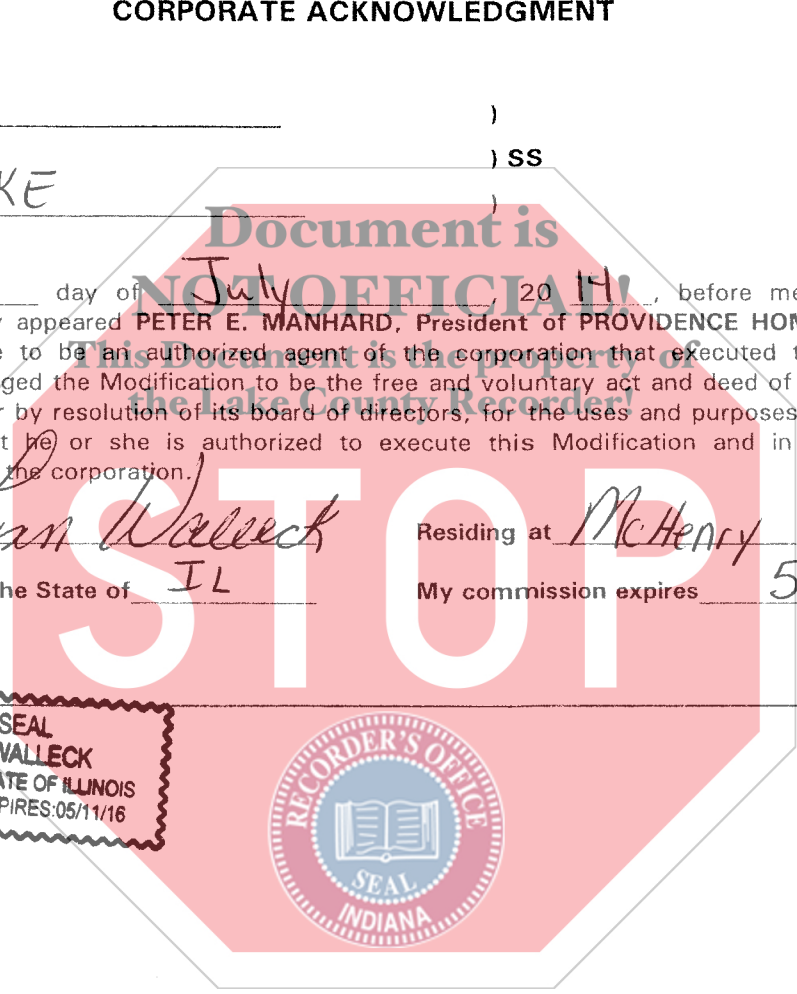 CORPORATE ACKNOWLEDGMENT
)
) SS
KE )
Document is
NOT OFFICIAL!
This Document is the property of
the Lake County Recorder!
day of July, 20 14, before me
appeared PETER E. MANHARD, President of PROVIDENCE HOM
e to be an authorized agent of the corporation that executed t
ged the Modification to be the free and voluntary act and deed of
r by resolution of its board of directors, for the uses and purposes
t he or she is authorized to execute this Modification and in
the corporation.
an Walleck Residing at McHenry
he State of IL My commission expires 5
STOP
SEAL
WALLECK
ATE OF ILLINOIS
PIRES:05/11/16
RECORDER'S OFFICE
SEAL
INDIANA